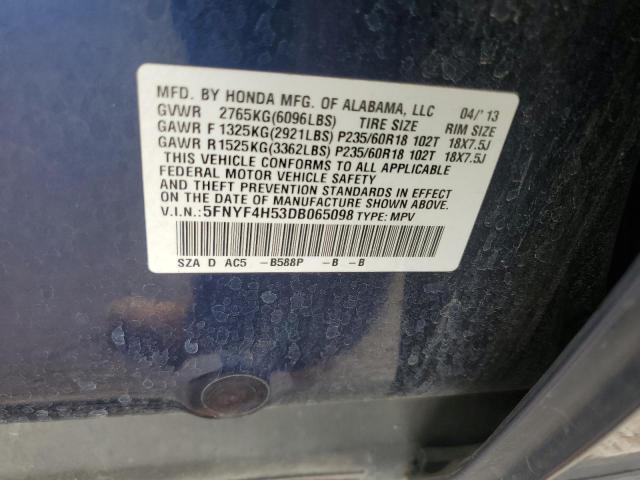 MFD. BY HONDA MFG. OF ALABAMA, LLC 04/'13
GVWR 2765KG(6096LBS) TIRE SIZE RIM SIZE
GAWR F 1325KG(2921LBS) P235/60R18 102T 18X7.5J
GAWR R 1525KG(3362LBS) P235/60R18 102T 18X7.5J
THIS VEHICLE CONFORMS TO ALL APPLICABLE
FEDERAL MOTOR VEHICLE SAFETY
AND THEFT PREVENTION STANDARDS IN EFFECT
ON THE DATE OF MANUFACTURE SHOWN ABOVE.
V.I.N.:5FNYF4H53DB065098 TYPE: MPV
SZA D AC5 -B588P -B -B